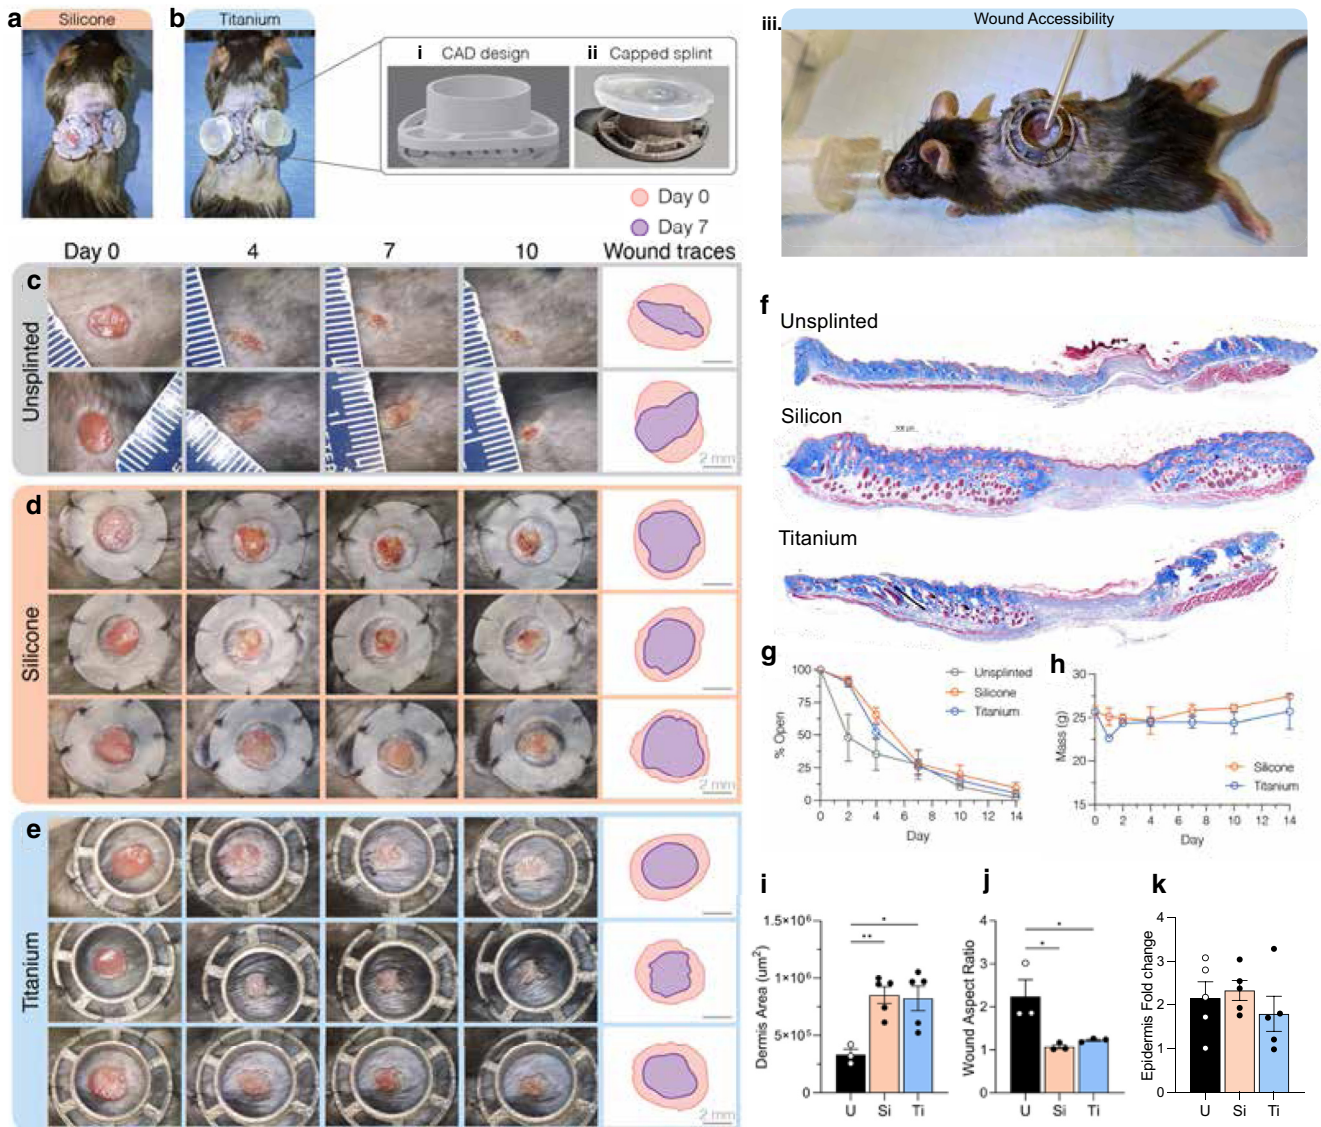 a
Silicone
b
Titanium
i CAD design
ii Capped splint
iii.
Wound Accessibility
Day 0
Day 7
Day 0 4 7 10 Wound traces
c
Unsplinted
2 mm
d
Silicone
2 mm
e
Titanium
2 mm
f
Unsplinted
Silicon
Titanium
g
% Open
100
75
50
25
0
Unsplinted
Silicone
Titanium
0 2 4 6 8 10 12 14
Day
h
Mass (g)
30
25
20
15
Silicone
Titanium
0 2 4 6 8 10 12 14
Day
i
Dermis Area (um²)
1.5×10⁶
1×10⁶
5×10⁵
0
*
**
U Si Ti
j
Wound Aspect Ratio
4
3
2
1
0
*
*
U Si Ti
k
Epidermis Fold change
4
3
2
1
0
U Si Ti